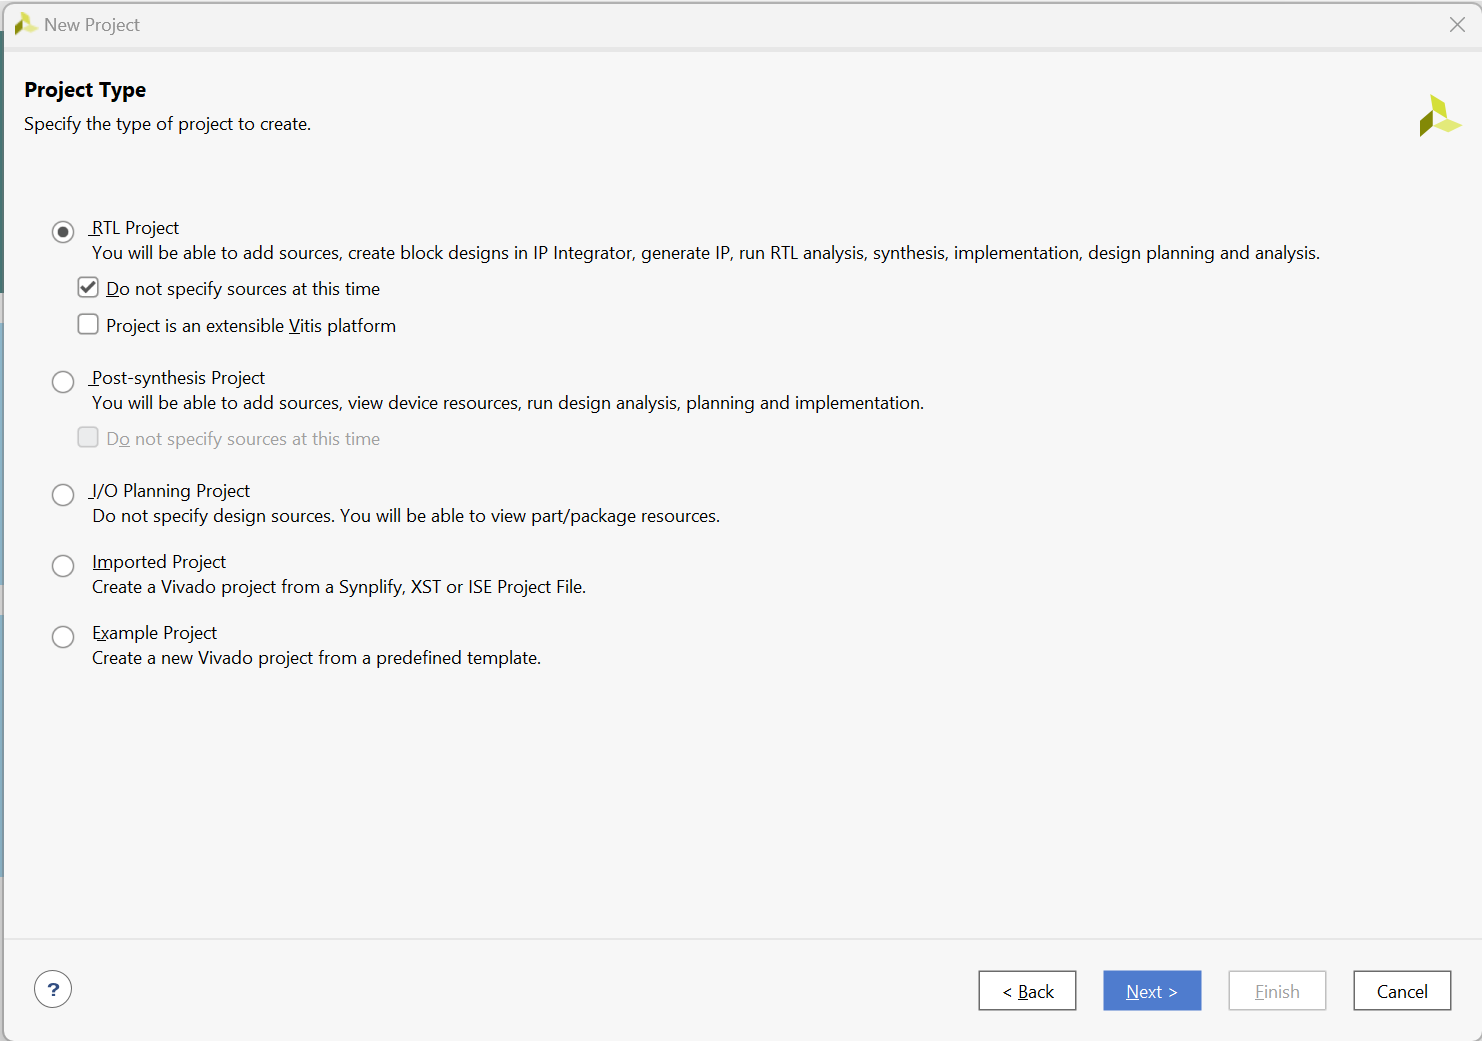 New Project
Project Type
Specify the type of project to create.
RTL Project
You will be able to add sources, create block designs in IP Integrator, generate IP, run RTL analysis, synthesis, implementation, design planning and analysis.
Do not specify sources at this time
Project is an extensible Vitis platform
Post-synthesis Project
You will be able to add sources, view device resources, run design analysis, planning and implementation.
Do not specify sources at this time
I/O Planning Project
Do not specify design sources. You will be able to view part/package resources.
Imported Project
Create a Vivado project from a Synplify, XST or ISE Project File.
Example Project
Create a new Vivado project from a predefined template.
? < Back Next > Finish Cancel